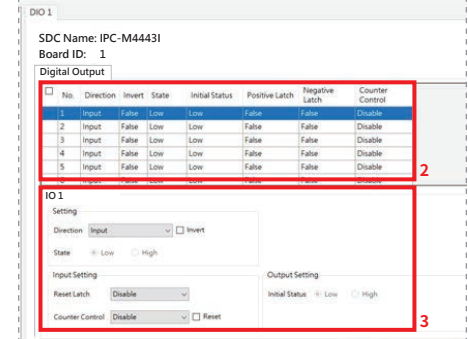 DIO 1
SDC Name: IPC-M4443I
Board ID: 1
Digital Output
No. Direction Invert State Initial Status Positive Latch Negative Latch Counter Control
1 Input False Low Low False False Disable
2 Input False Low Low False False Disable
3 Input False Low Low False False Disable
4 Input False Low Low False False Disable
5 Input False Low Low False False Disable
2
IO 1
Setting
Direction Input Invert
State Low High
Input Setting Output Setting
Reset Latch Disable Initial Status Low High
Counter Control Disable Reset
3